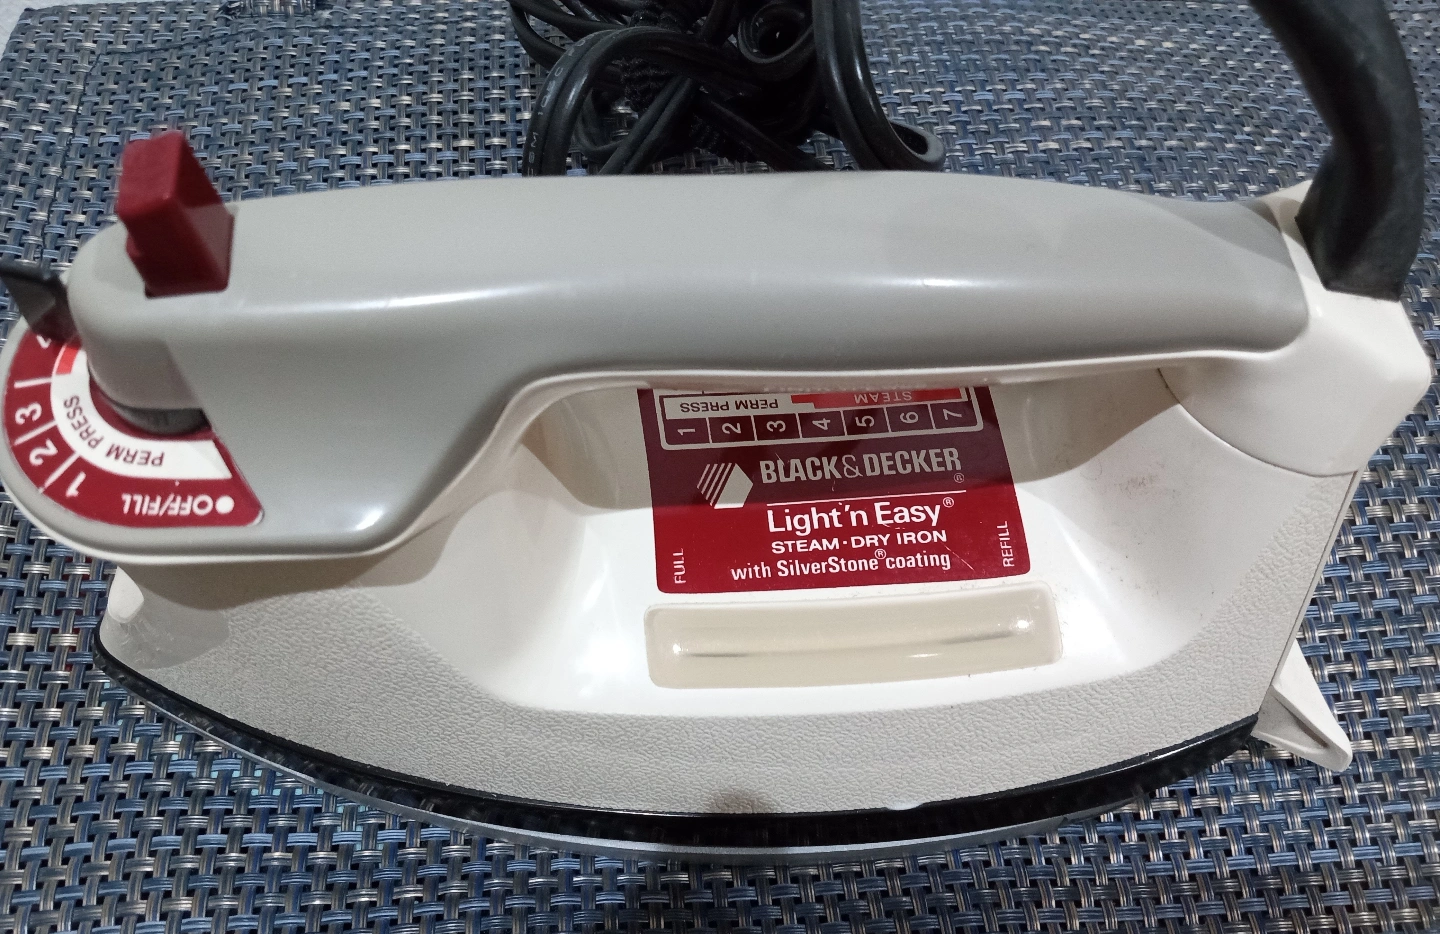 STEAM
PERM PRESS
1 2 3 4 5 6 7
BLACK&DECKER®
Light'n Easy®
STEAM·DRY IRON
with SilverStone® coating
FULL
REFILL
OFF/FILL
1 2 3
PERM PRESS